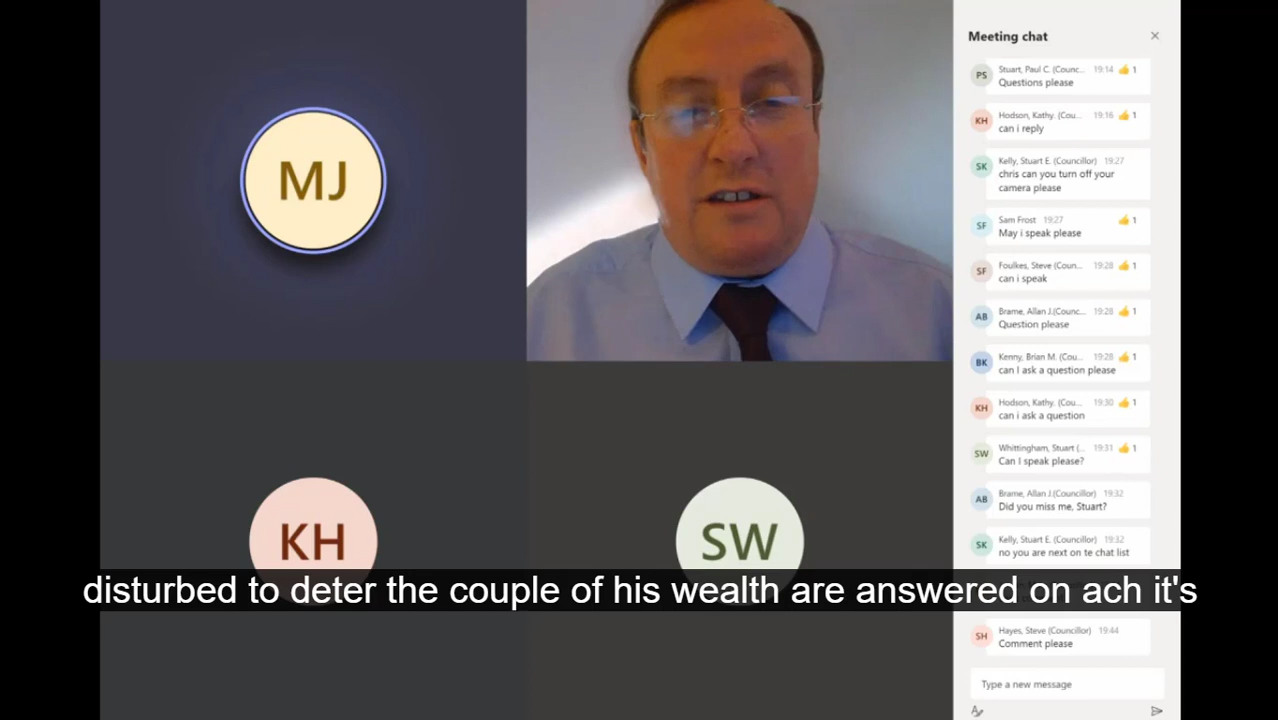 MJ
KH
SW
disturbed to deter the couple of his wealth are answered on ach it's
Meeting chat
PS
Stuart, Paul C. (Counc... 19:14 1
Questions please
KH
Hodson, Kathy. (Cou... 19:16 1
can i reply
SK
Kelly, Stuart E. (Councillor) 19:27
chris can you turn off your
camera please
SF
Sam Frost 19:27 1
May i speak please
SF
Foulkes, Steve (Coun... 19:28 1
can i speak
AB
Brame, Allan J.(Counc... 19:28 1
Question please
BK
Kenny, Brian M. (Cou... 19:28 1
can I ask a question please
KH
Hodson, Kathy. (Cou... 19:30 1
can i ask a question
SW
Whittingham, Stuart (... 19:31 1
Can I speak please?
AB
Brame, Allan J.(Councillor) 19:32
Did you miss me, Stuart?
SK
Kelly, Stuart E. (Councillor) 19:32
no you are next on te chat list
SH
Hayes, Steve (Councillor) 19:44
Comment please
Type a new message